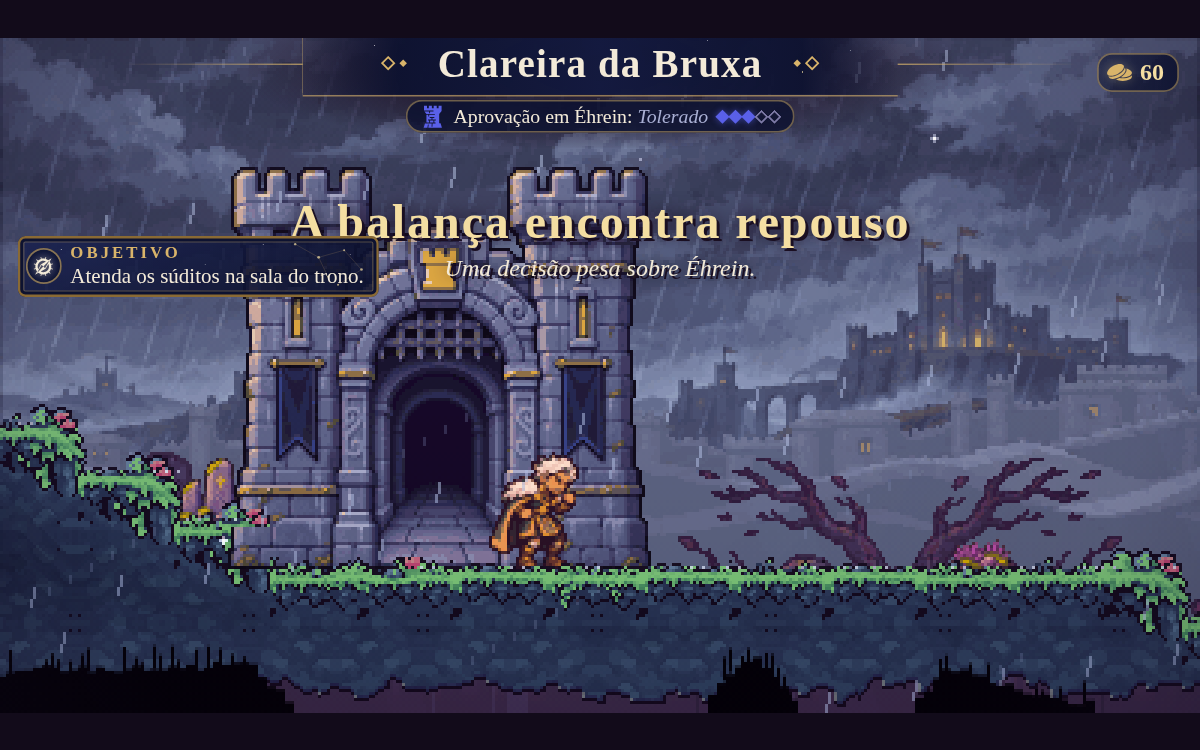 Clareira da Bruxa
60
Aprovação em Éhrein: Tolerado
A balança encontra repouso
OBJETIVO
Atenda os súditos na sala do trono.
Uma decisão pesa sobre Éhrein.